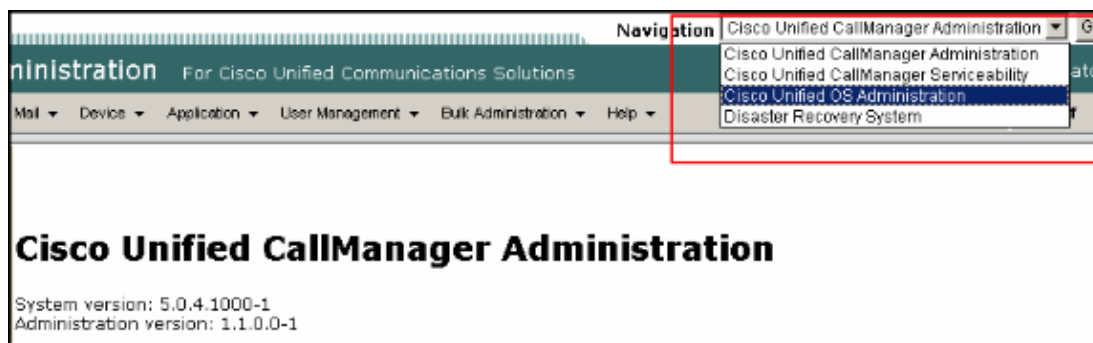 Navigation Cisco Unified CallManager Administration
Cisco Unified CallManager Administration
For Cisco Unified Communications Solutions
Cisco Unified CallManager Serviceability
Cisco Unified OS Administration
Disaster Recovery System
Mail Device Application User Management Bulk Administration Help
Cisco Unified CallManager Administration
System version: 5.0.4.1000-1
Administration version: 1.1.0.0-1